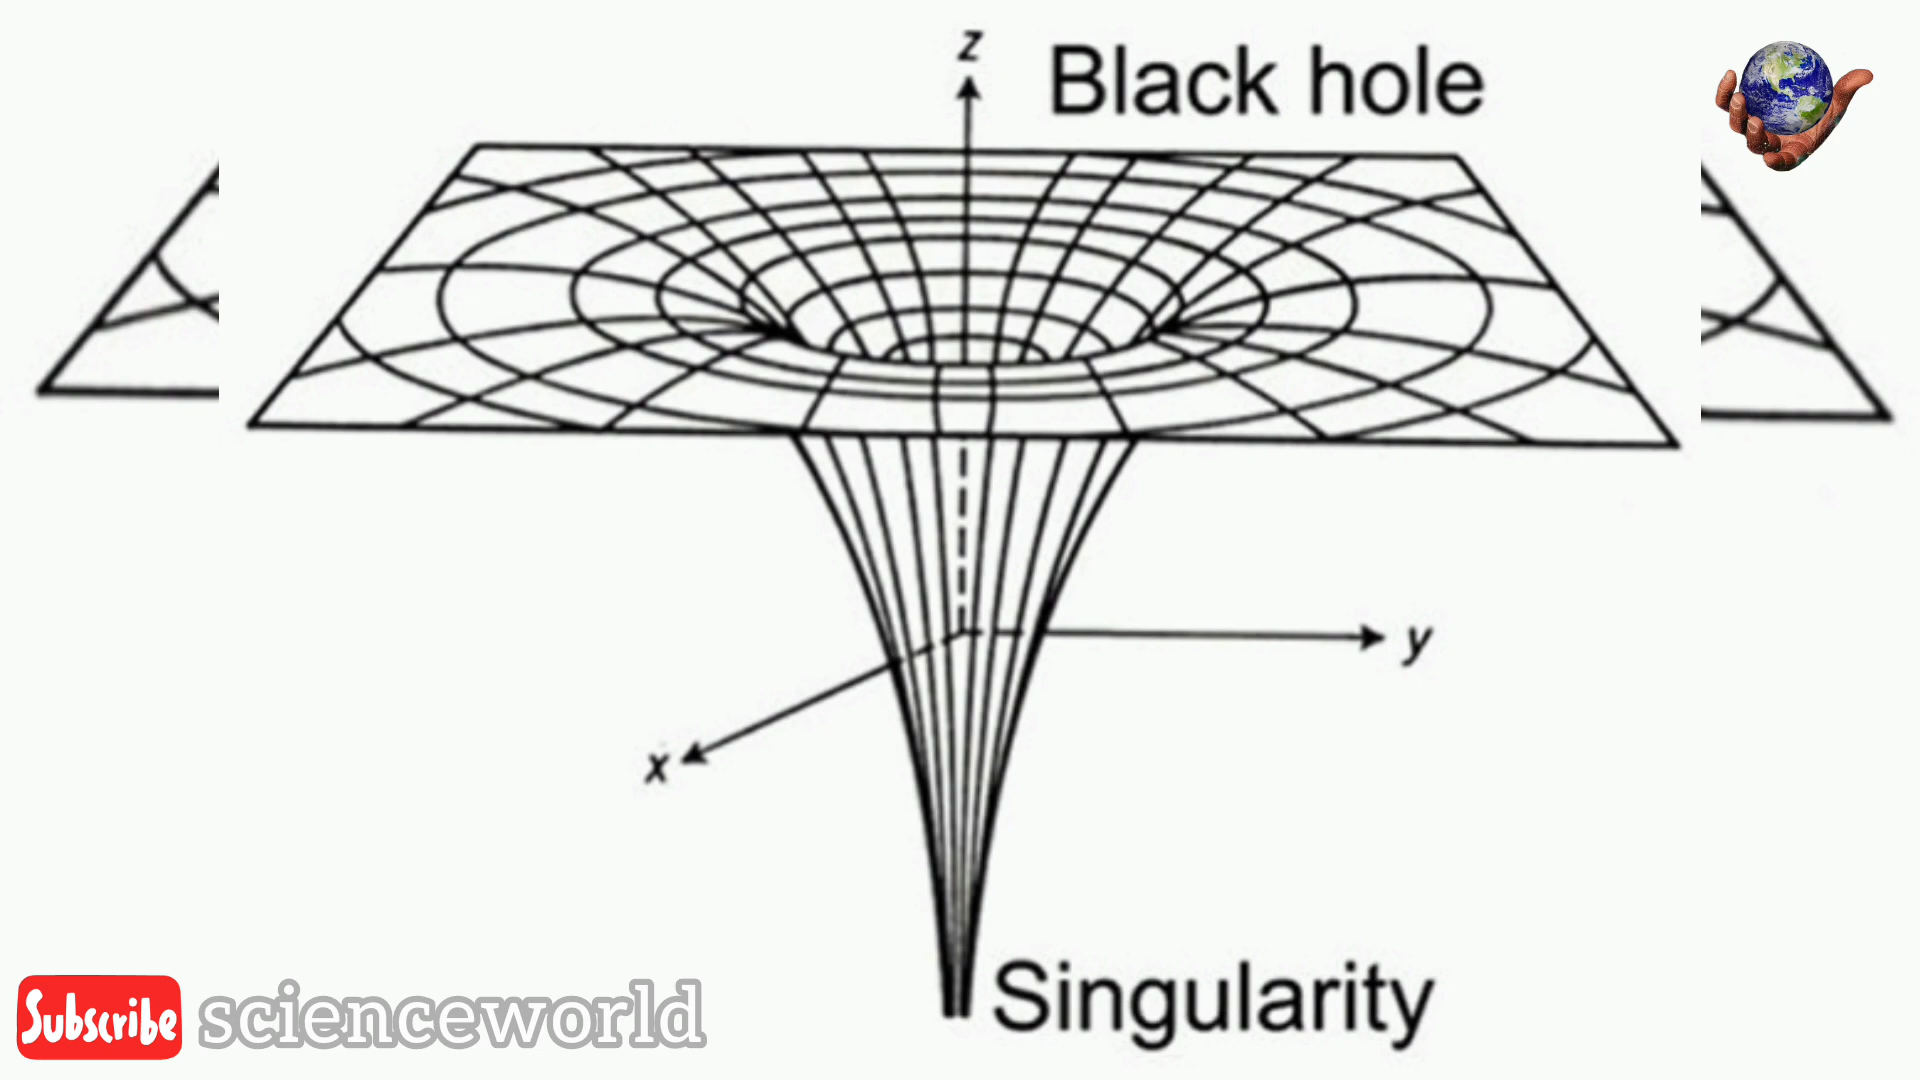 z
Black hole
y
x
Singularity
Subscribe
scienceworld